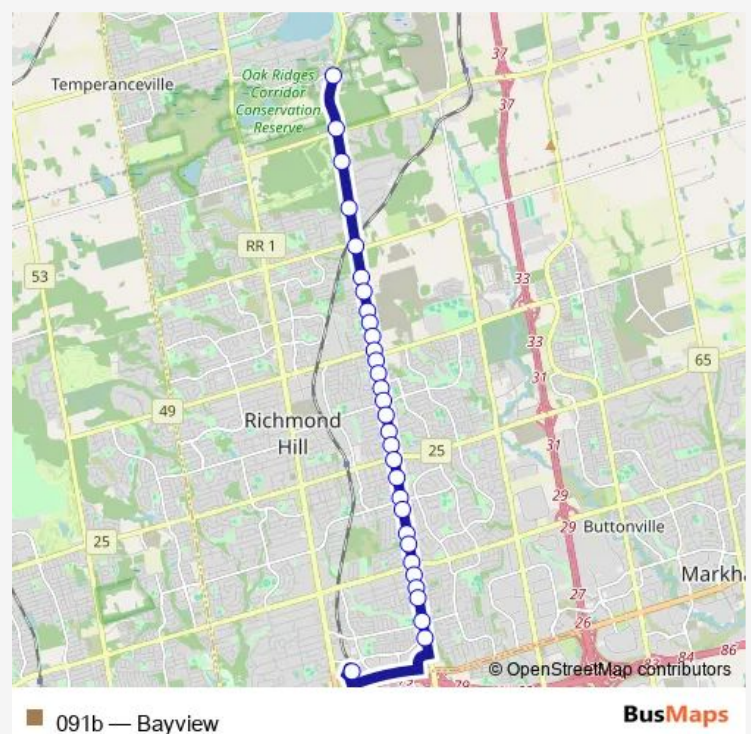 37
37
Temperanceville
Oak Ridges
Corridor
Conservation
Reserve
RR 1
53
33
33
65
31
49
Richmond
Hill
31
25
29
29
Buttonville
25
Markha
27
26
86
84
© OpenStreetMap contributors
091b — Bayview
BusMaps